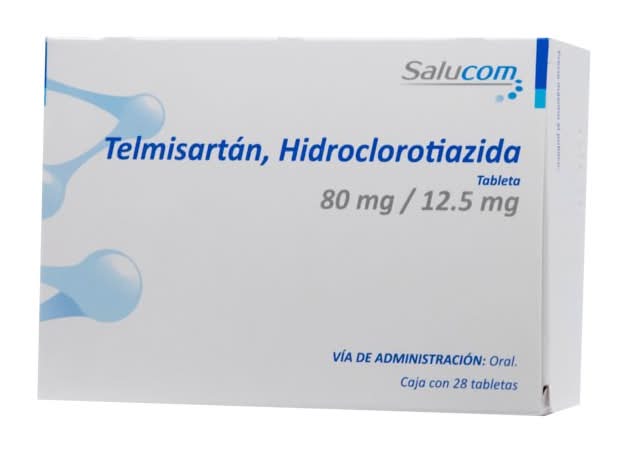 Salucom
Telmisartán, Hidroclorotiazida
Tableta
80 mg / 12.5 mg
VÍA DE ADMINISTRACIÓN: Oral.
Caja con 28 tabletas